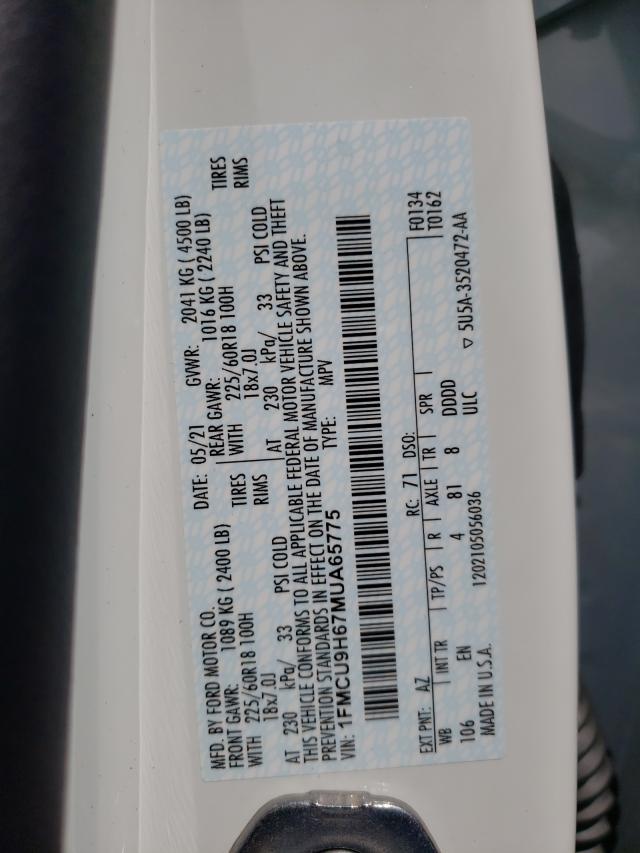 MFD. BY FORD MOTOR CO.
DATE: 05/21 GVWR: 2041 KG ( 4500 LB)
FRONT GAWR: 1089 KG ( 2400 LB) REAR GAWR: 1016 KG ( 2240 LB)
WITH 225/60R18 100H TIRES WITH 225/60R18 100H TIRES
18x7.0J RIMS 18x7.0J RIMS
AT 230 kPa/ 33 PSI COLD AT 230 kPa/ 33 PSI COLD
THIS VEHICLE CONFORMS TO ALL APPLICABLE FEDERAL MOTOR VEHICLE SAFETY AND THEFT
PREVENTION STANDARDS IN EFFECT ON THE DATE OF MANUFACTURE SHOWN ABOVE.
VIN: 1FMCU9H67MUA65775 TYPE: MPV
EXT PNT: AZ RC: 71 DSO: F0134
WB INT TR TP/PS R AXLE TR SPR T0162
106 EN 4 81 8 DDDD
1202105056036 ULC
MADE IN U.S.A. ▽ 5U5A-3520472-AA